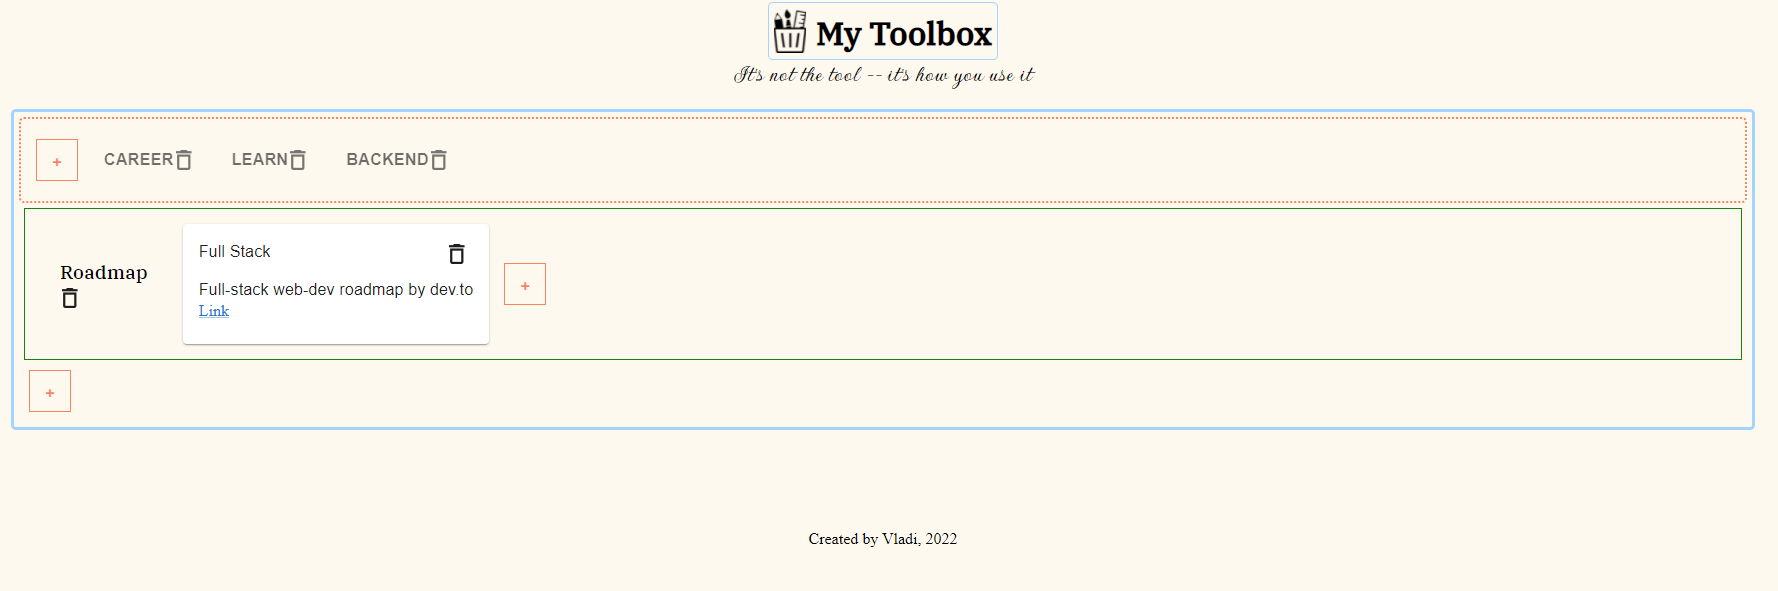 My Toolbox
It's not the tool -- it's how you use it
+ CAREER LEARN BACKEND
Roadmap
Full Stack
Full-stack web-dev roadmap by dev.to
Link
+
+
Created by Vladi, 2022